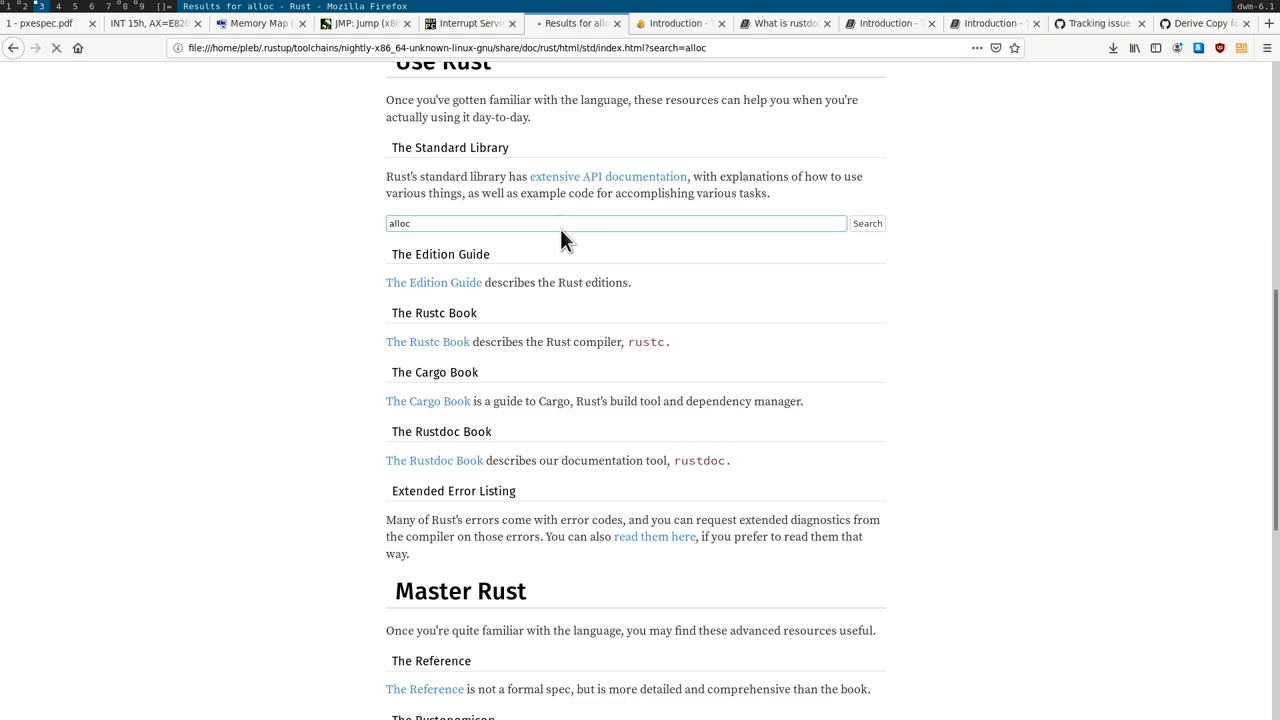 1 2 3 4 5 6 7 8 9 []= Results for alloc - Rust - Mozilla Firefox dwm-6.1
1 - pxespec.pdf
INT 15h, AX=E820
Memory Map (
JMP: Jump (x86
Interrupt Servic
Results for allo
Introduction -
What is rustdo
Introduction -
Introduction -
Tracking issue
Derive Copy fo
file:///home/pleb/.rustup/toolchains/nightly-x86_64-unknown-linux-gnu/share/doc/rust/html/std/index.html?search=alloc
Use Rust
Once you've gotten familiar with the language, these resources can help you when you're
actually using it day-to-day.
The Standard Library
Rust's standard library has extensive API documentation, with explanations of how to use
various things, as well as example code for accomplishing various tasks.
alloc Search
The Edition Guide
The Edition Guide describes the Rust editions.
The Rustc Book
The Rustc Book describes the Rust compiler, rustc.
The Cargo Book
The Cargo Book is a guide to Cargo, Rust's build tool and dependency manager.
The Rustdoc Book
The Rustdoc Book describes our documentation tool, rustdoc.
Extended Error Listing
Many of Rust's errors come with error codes, and you can request extended diagnostics from
the compiler on those errors. You can also read them here, if you prefer to read them that
way.
Master Rust
Once you're quite familiar with the language, you may find these advanced resources useful.
The Reference
The Reference is not a formal spec, but is more detailed and comprehensive than the book.
The Rustonomicon